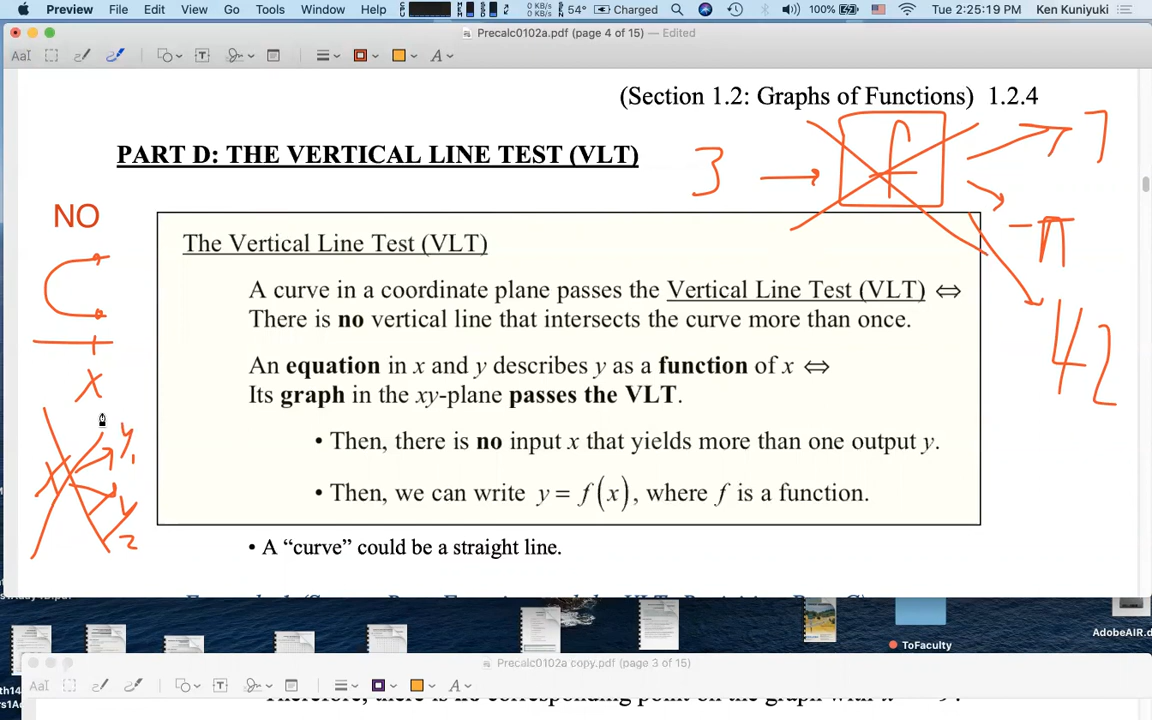 Preview File Edit View Go Tools Window Help 0 KB/s 0 KB/s 54° Charged 100% Tue 2:25:19 PM Ken Kuniyuki
Precalc0102a.pdf (page 4 of 15) — Edited
(Section 1.2: Graphs of Functions) 1.2.4
PART D: THE VERTICAL LINE TEST (VLT)
3 f 7
-π
42
NO
x
y1
y2
The Vertical Line Test (VLT)
A curve in a coordinate plane passes the Vertical Line Test (VLT) ⇔
There is no vertical line that intersects the curve more than once.
An equation in x and y describes y as a function of x ⇔
Its graph in the xy-plane passes the VLT.
• Then, there is no input x that yields more than one output y.
• Then, we can write y = f(x), where f is a function.
• A “curve” could be a straight line.
ToFaculty
AdobeAIR.d
Precalc0102a copy.pdf (page 3 of 15)